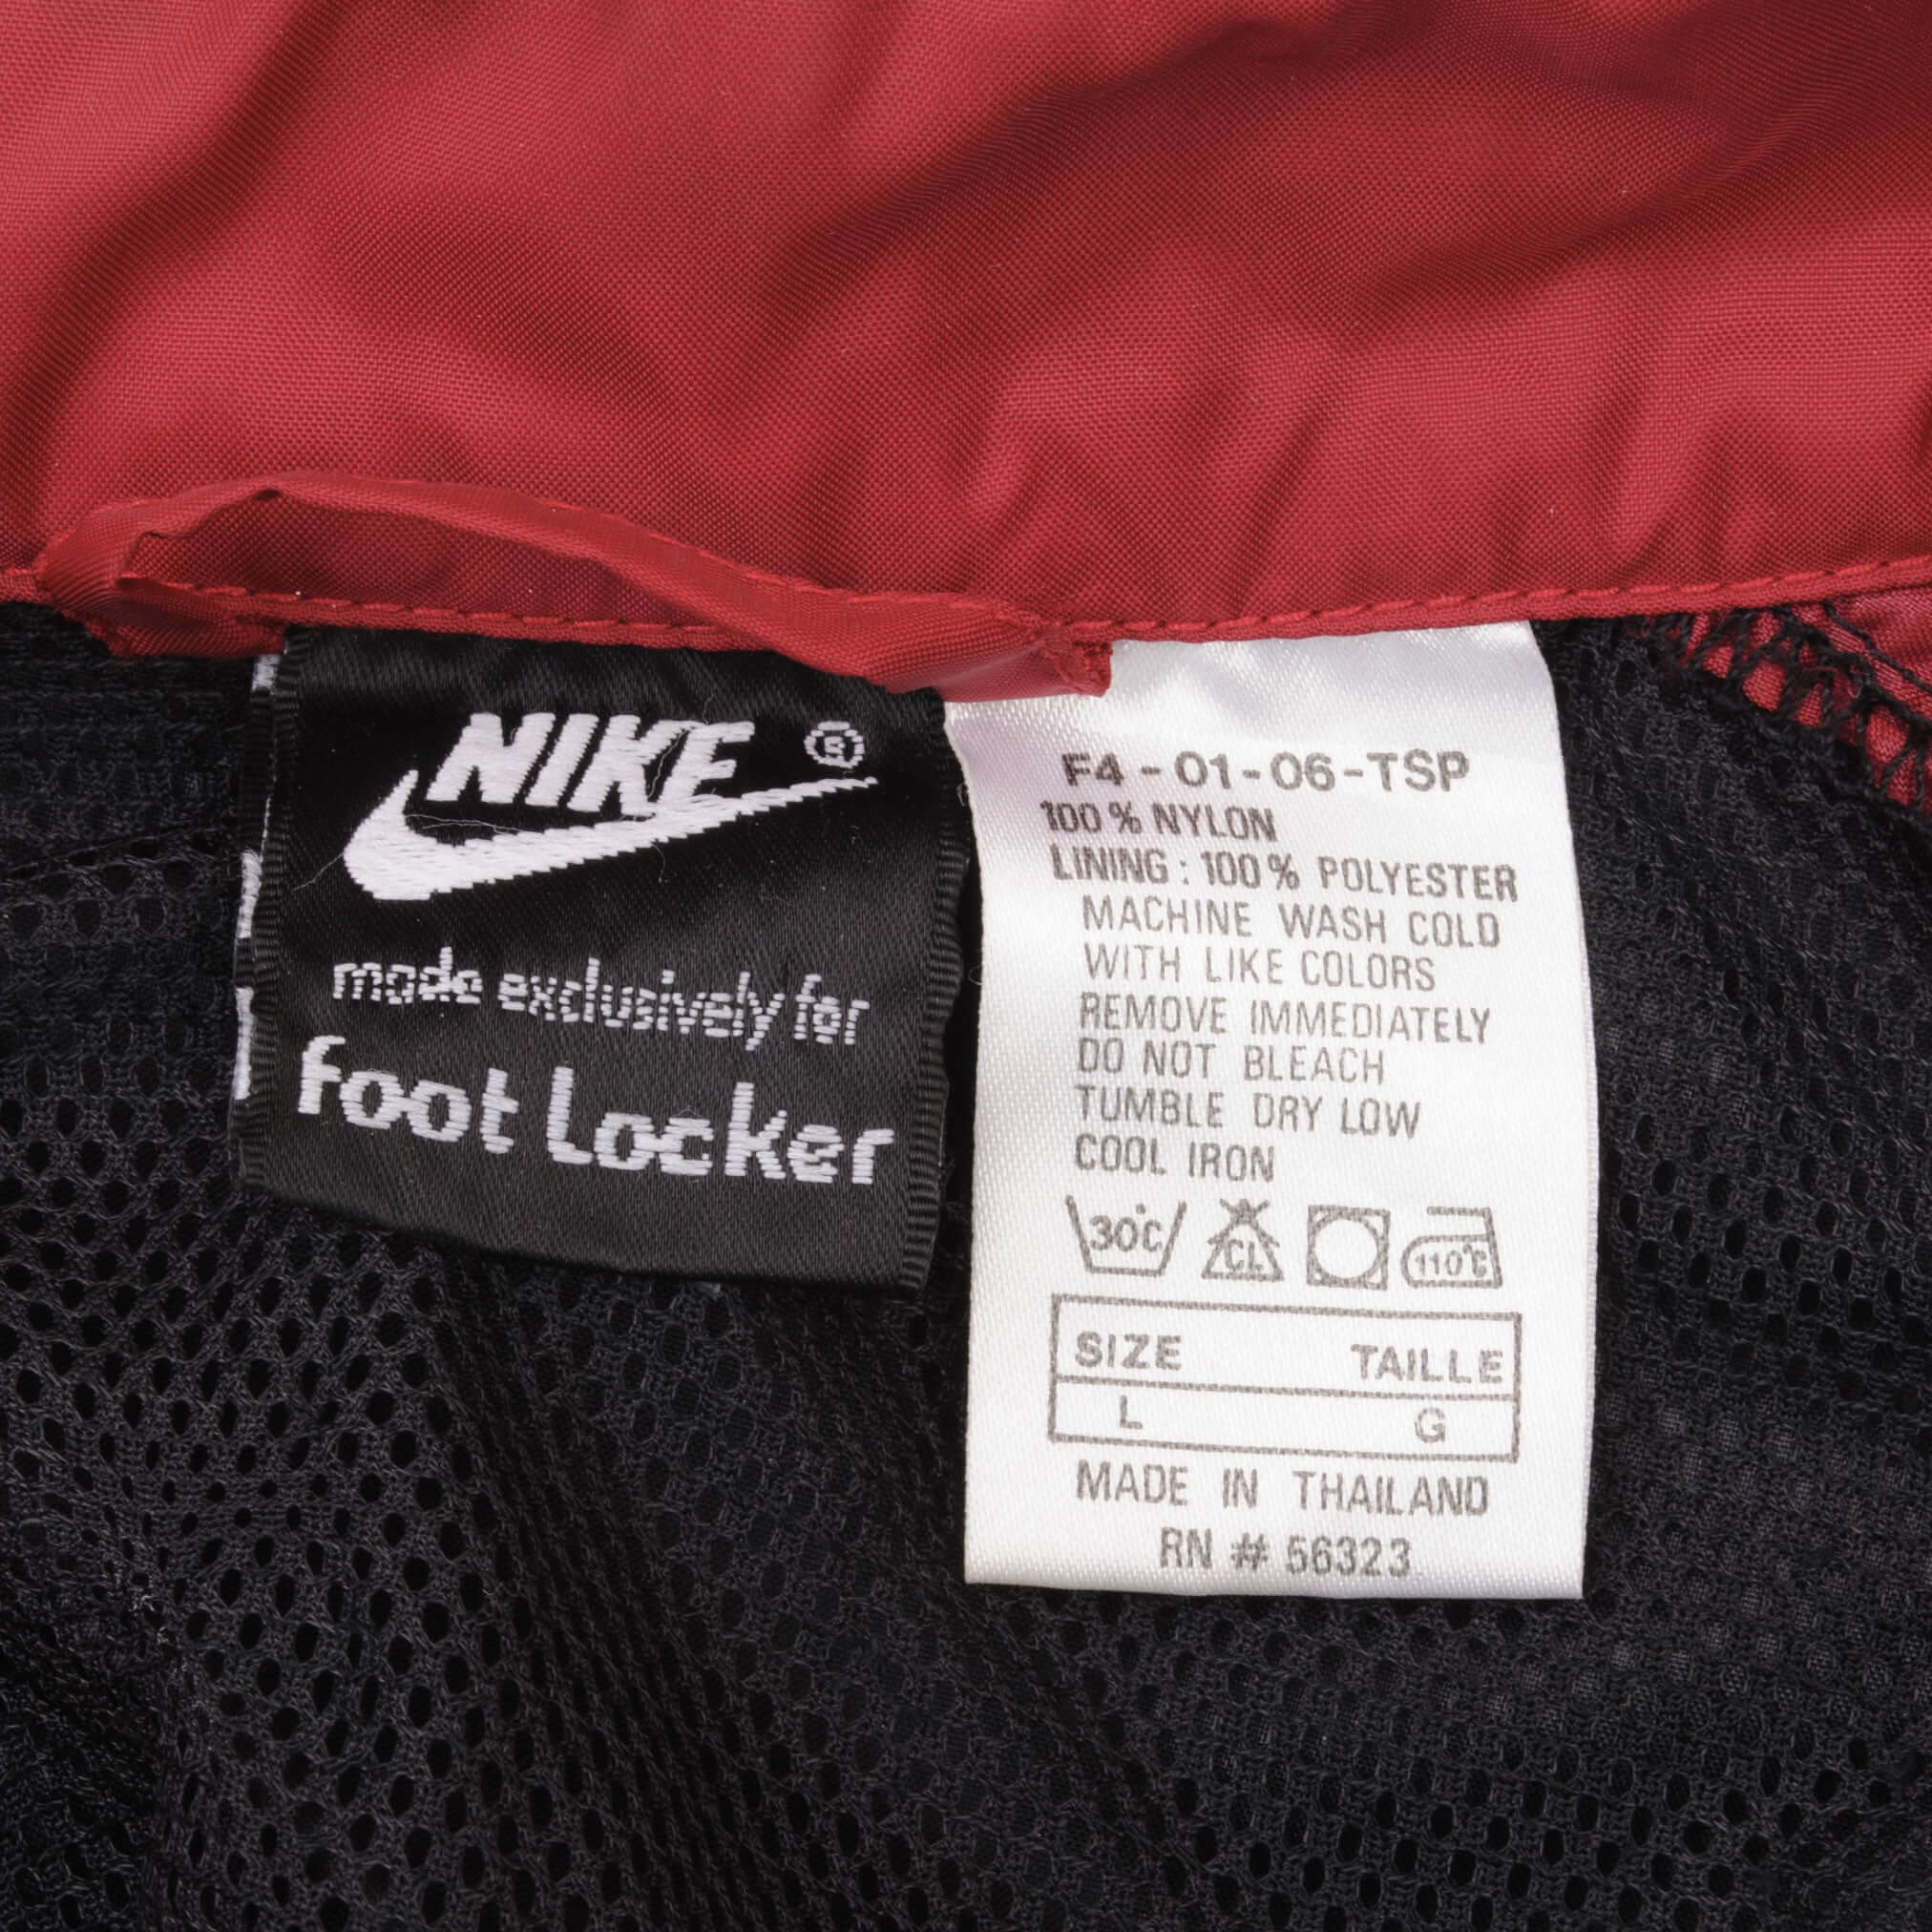 NIKE ®
made exclusively for
foot Locker
F4-01-06-TSP
100% NYLON
LINING : 100% POLYESTER
MACHINE WASH COLD
WITH LIKE COLORS
REMOVE IMMEDIATELY
DO NOT BLEACH
TUMBLE DRY LOW
COOL IRON
30°C CL 110°C
SIZE TAILLE
L G
MADE IN THAILAND
RN # 56323